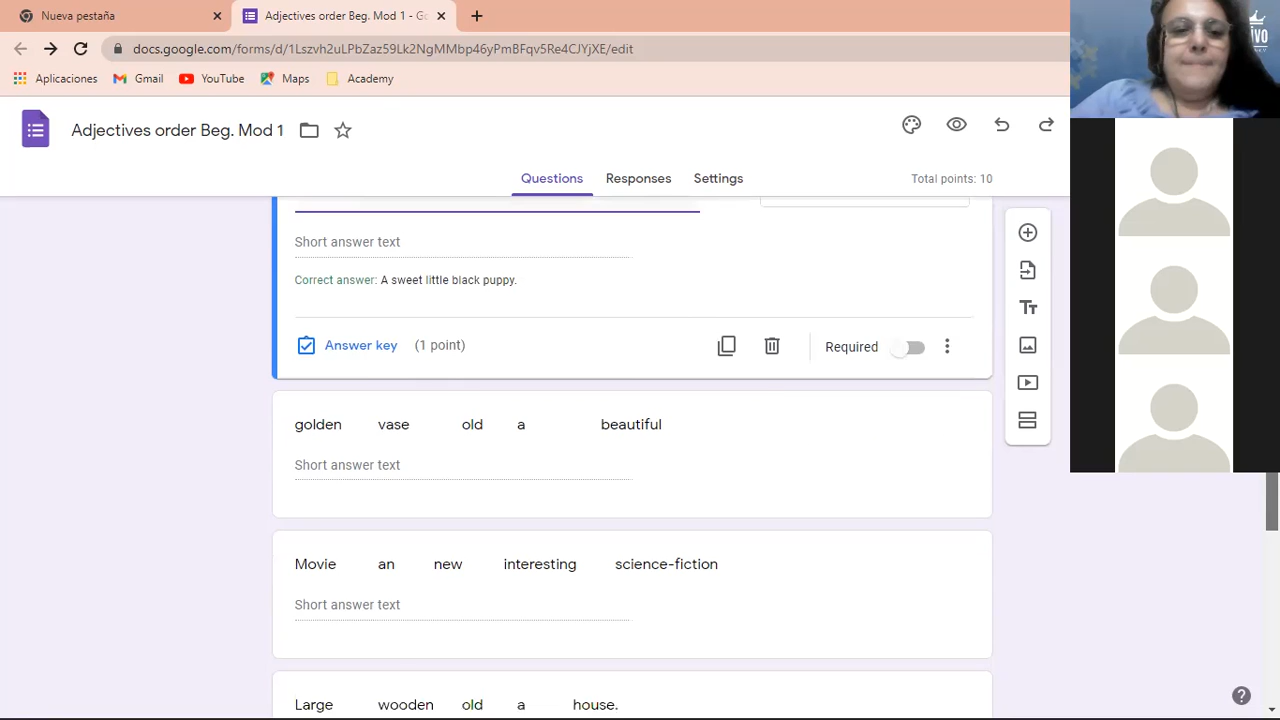 Nueva pestaña
Adjectives order Beg. Mod 1 - Go
docs.google.com/forms/d/1Lszvh2uLPbZaz59Lk2NgMMbp46yPmBFqv5Re4CJYjXE/edit
Aplicaciones Gmail YouTube Maps Academy
Adjectives order Beg. Mod 1
Questions Responses Settings Total points: 10
Short answer text
Correct answer: A sweet little black puppy.
Answer key (1 point) Required
golden vase old a beautiful
Short answer text
Movie an new interesting science-fiction
Short answer text
Large wooden old a house.